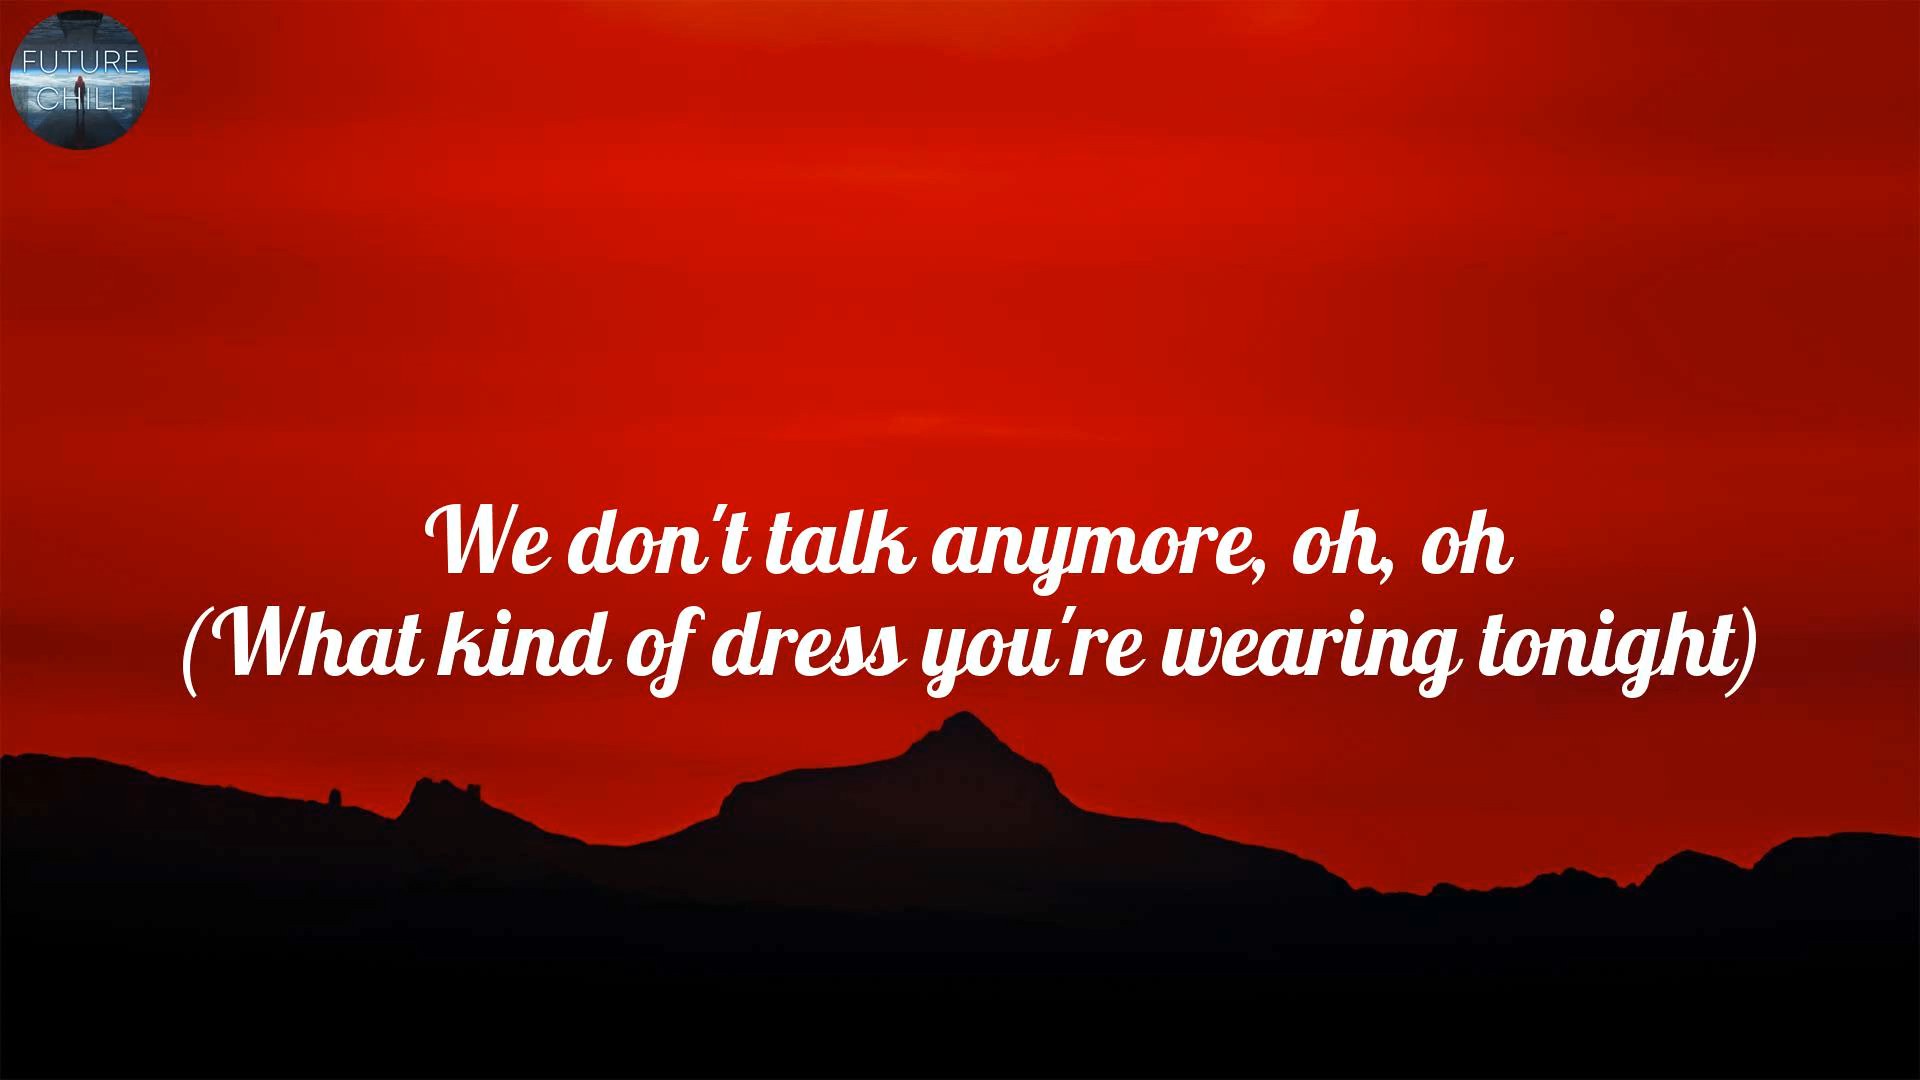 FUTURE
CHILL
We don't talk anymore, oh, oh
(What kind of dress you're wearing tonight)